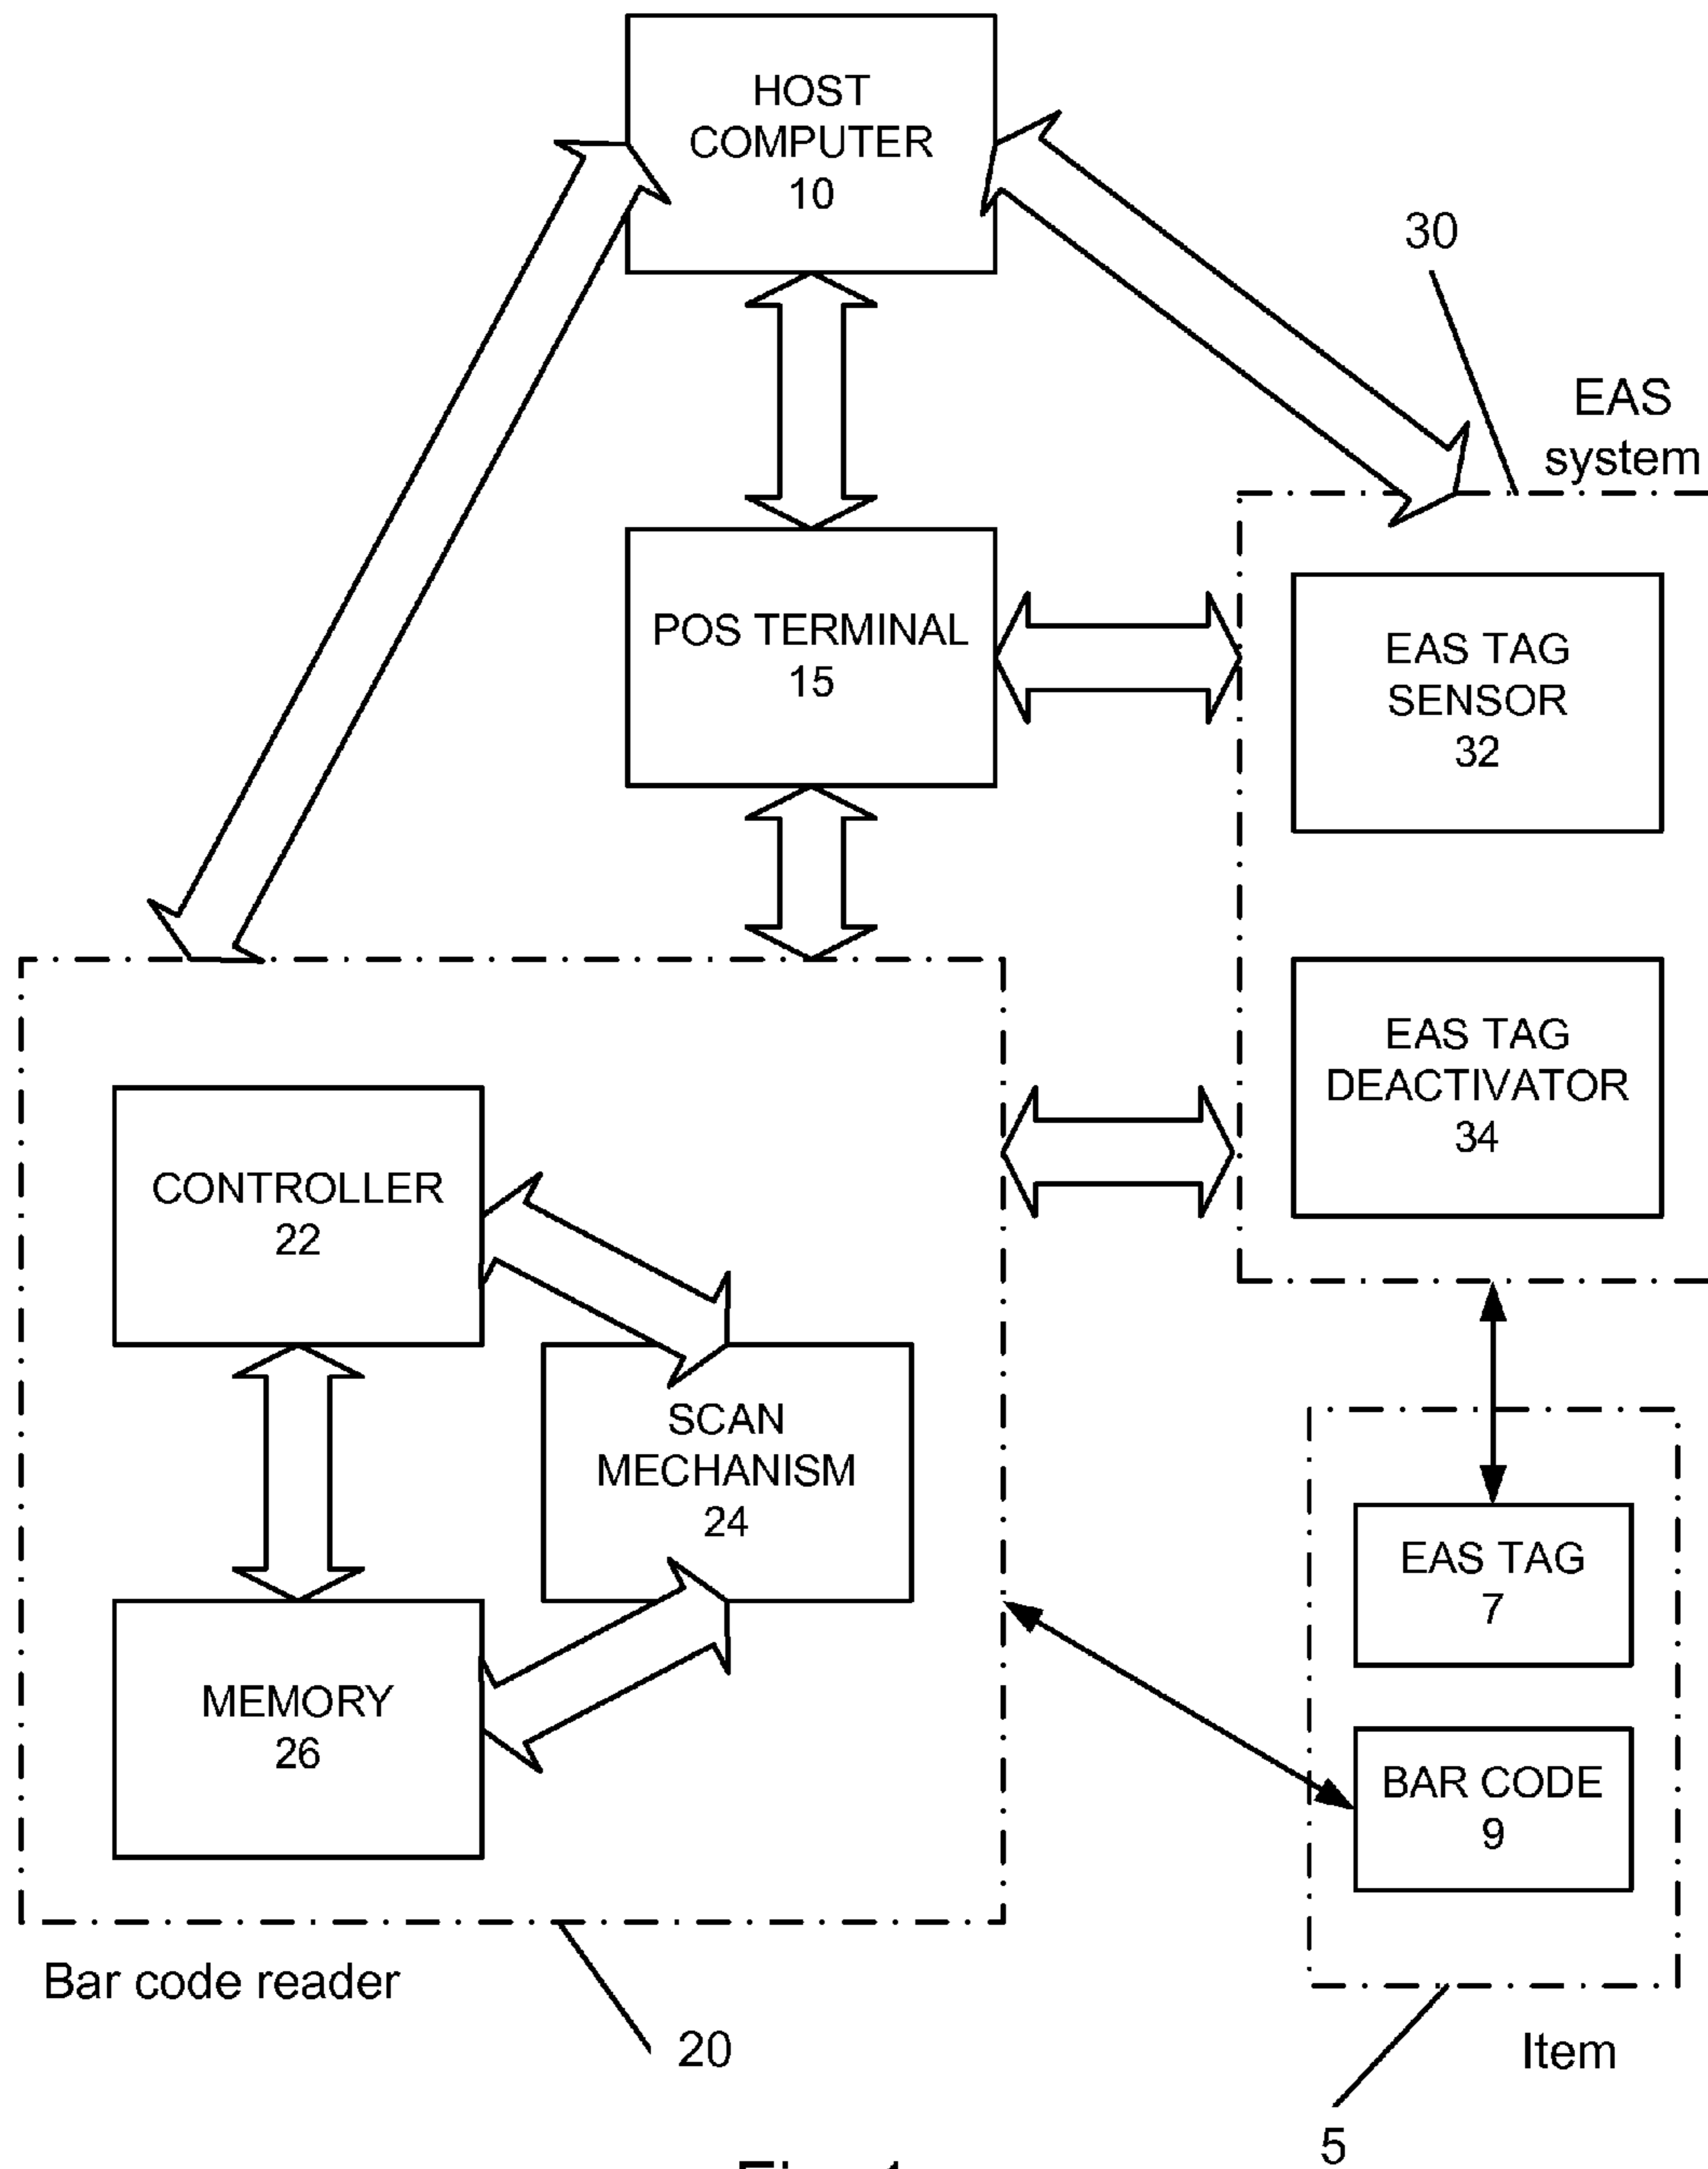 HOST
COMPUTER
10
30
EAS
system
POS TERMINAL
15
EAS TAG
SENSOR
32
EAS TAG
DEACTIVATOR
34
CONTROLLER
22
SCAN
MECHANISM
24
MEMORY
26
EAS TAG
7
BAR CODE
9
Bar code reader
20
Item
5